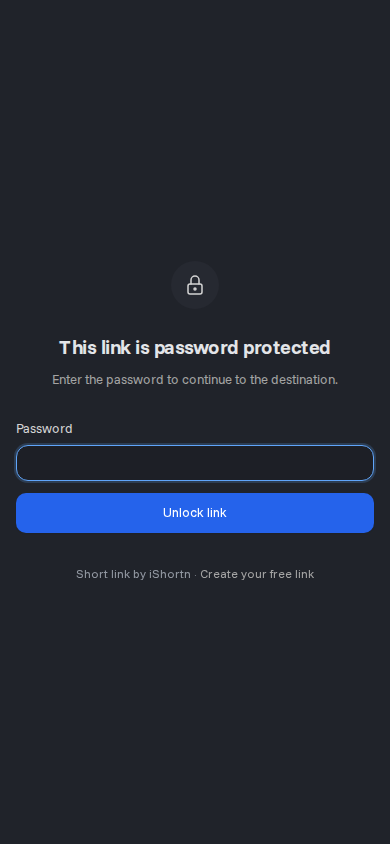 This link is password protected
Enter the password to continue to the destination.
Password
Unlock link
Short link by iShortn · Create your free link